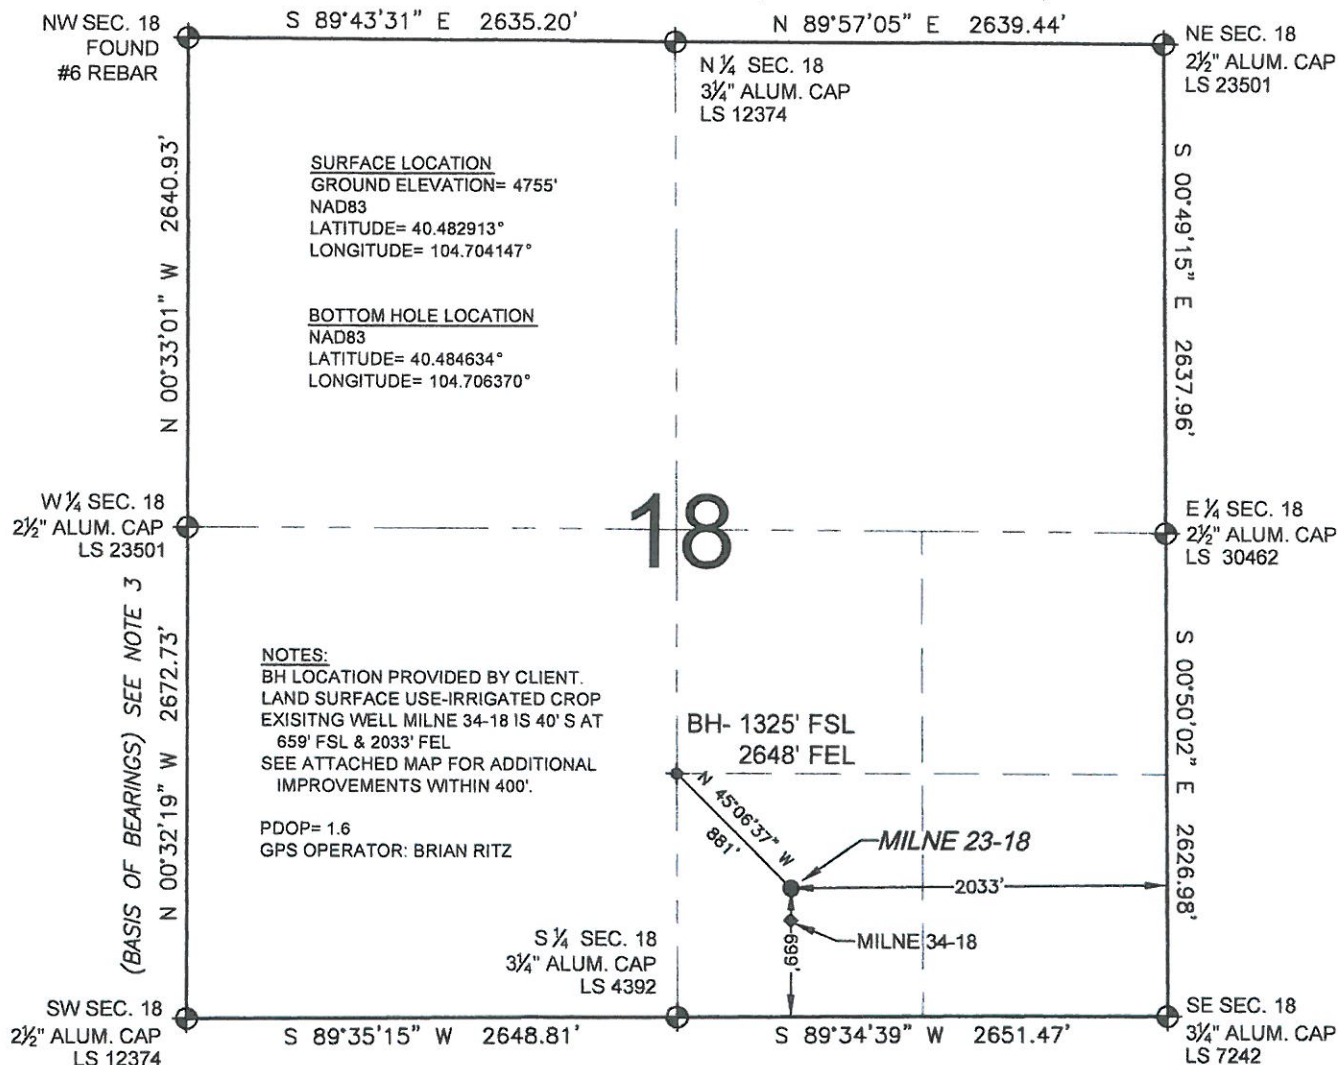 S 89°43'31" E 2635.20'
N 89°57'05" E 2639.44'
NW SEC. 18
FOUND
#6 REBAR
N ¼ SEC. 18
3¼" ALUM. CAP
LS 12374
NE SEC. 18
2½" ALUM. CAP
LS 23501
N 00°33'01" W 2640.93'
SURFACE LOCATION
GROUND ELEVATION= 4755'
NAD83
LATITUDE= 40.482913°
LONGITUDE= 104.704147°
BOTTOM HOLE LOCATION
NAD83
LATITUDE= 40.484634°
LONGITUDE= 104.706370°
S 00°49'15" E 2637.96'
W ¼ SEC. 18
2½" ALUM. CAP
LS 23501
18
E ¼ SEC. 18
2½" ALUM. CAP
LS 30462
(BASIS OF BEARINGS) SEE NOTE 3
N 00°32'19" W 2672.73'
NOTES:
BH LOCATION PROVIDED BY CLIENT.
LAND SURFACE USE-IRRIGATED CROP
EXISITNG WELL MILNE 34-18 IS 40' S AT
659' FSL & 2033' FEL
SEE ATTACHED MAP FOR ADDITIONAL
IMPROVEMENTS WITHIN 400'.
PDOP= 1.6
GPS OPERATOR: BRIAN RITZ
BH- 1325' FSL
2648' FEL
N 45°06'37" W
881'
MILNE 23-18
2033'
MILNE 34-18
699'
S 00°50'02" E 2626.98'
S ¼ SEC. 18
3¼" ALUM. CAP
LS 4392
SW SEC. 18
2½" ALUM. CAP
LS 12374
S 89°35'15" W 2648.81'
S 89°34'39" W 2651.47'
SE SEC. 18
3¼" ALUM. CAP
LS 7242